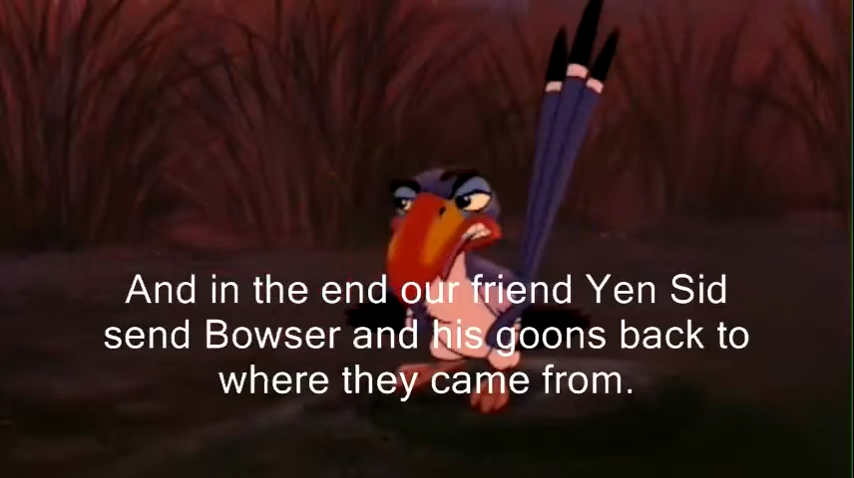 And in the end our friend Yen Sid
send Bowser and his goons back to
where they came from.